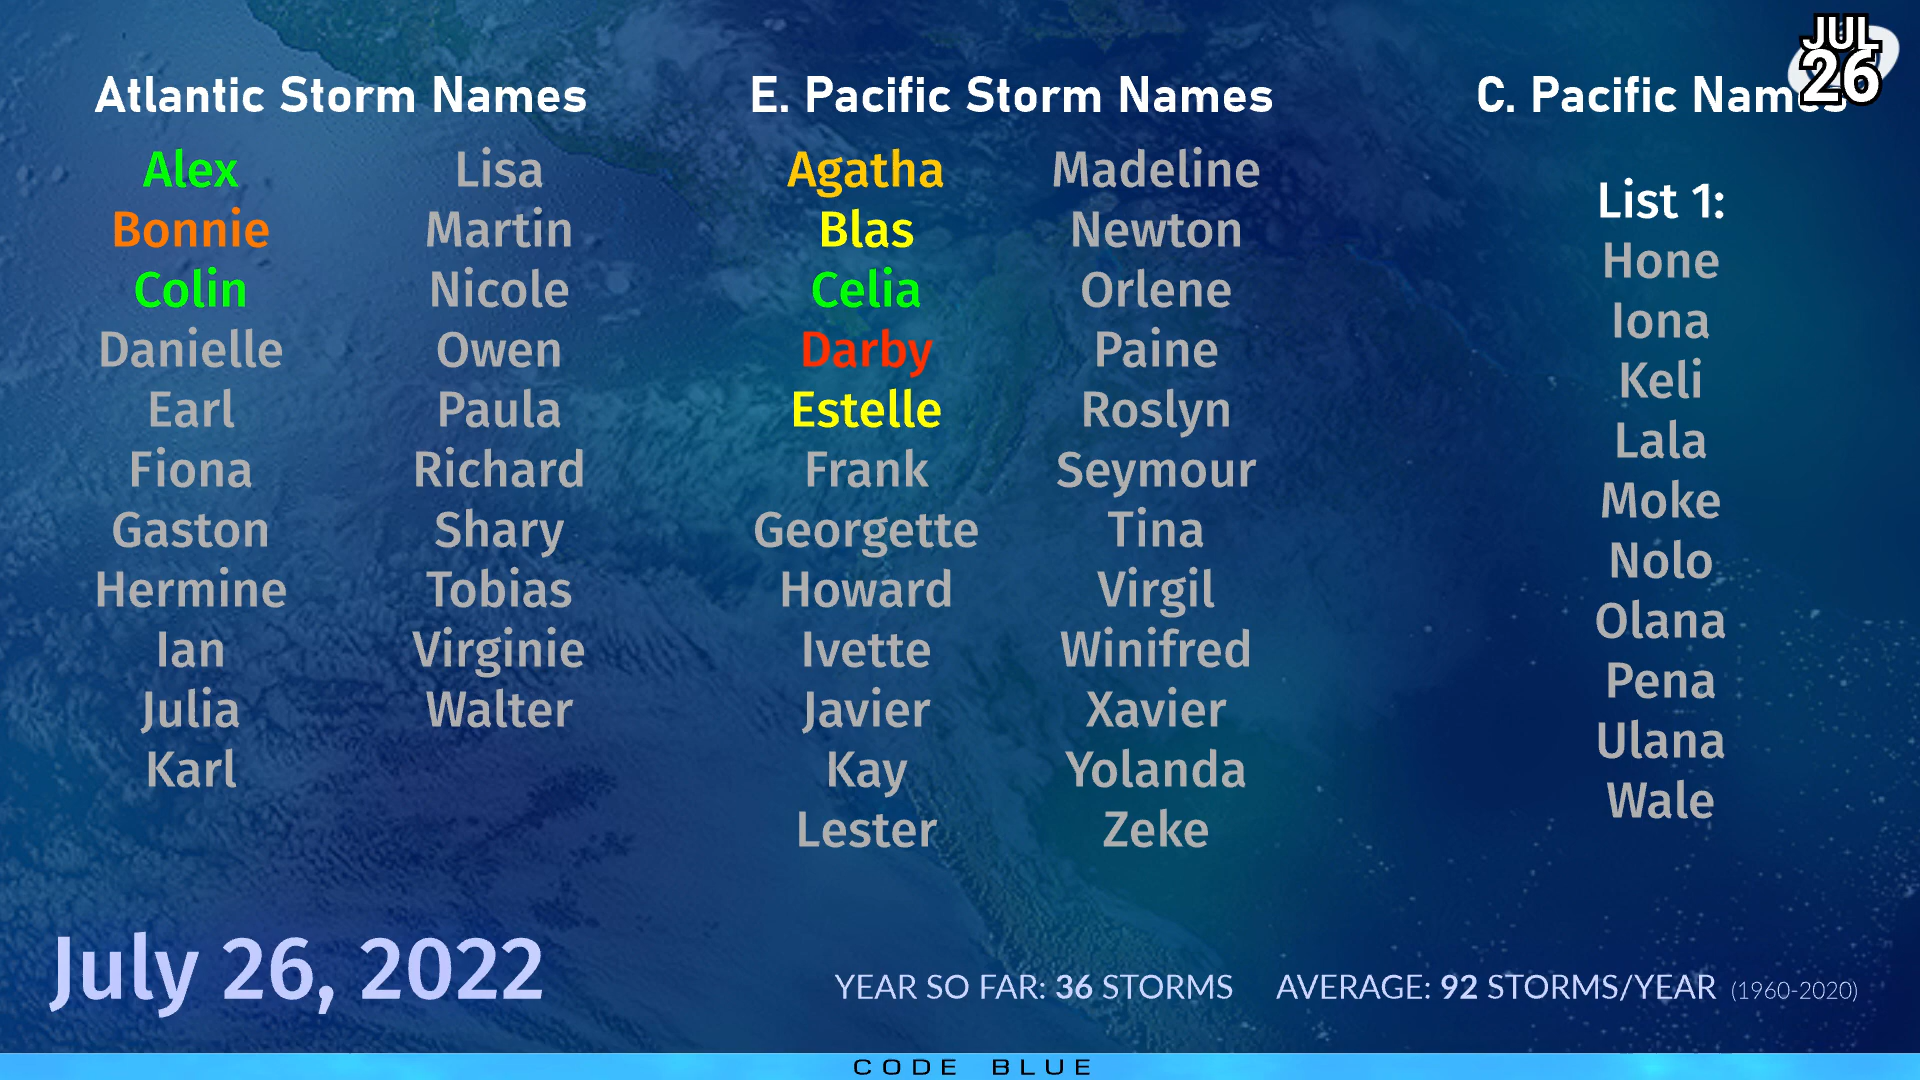 JUL
26
Atlantic Storm Names
Alex
Bonnie
Colin
Danielle
Earl
Fiona
Gaston
Hermine
Ian
Julia
Karl
Lisa
Martin
Nicole
Owen
Paula
Richard
Shary
Tobias
Virginie
Walter
E. Pacific Storm Names
Agatha
Blas
Celia
Darby
Estelle
Frank
Georgette
Howard
Ivette
Javier
Kay
Lester
Madeline
Newton
Orlene
Paine
Roslyn
Seymour
Tina
Virgil
Winifred
Xavier
Yolanda
Zeke
C. Pacific Names
List 1:
Hone
Iona
Keli
Lala
Moke
Nolo
Olana
Pena
Ulana
Wale
July 26, 2022
YEAR SO FAR: 36 STORMS AVERAGE: 92 STORMS/YEAR (1960-2020)
CODE BLUE